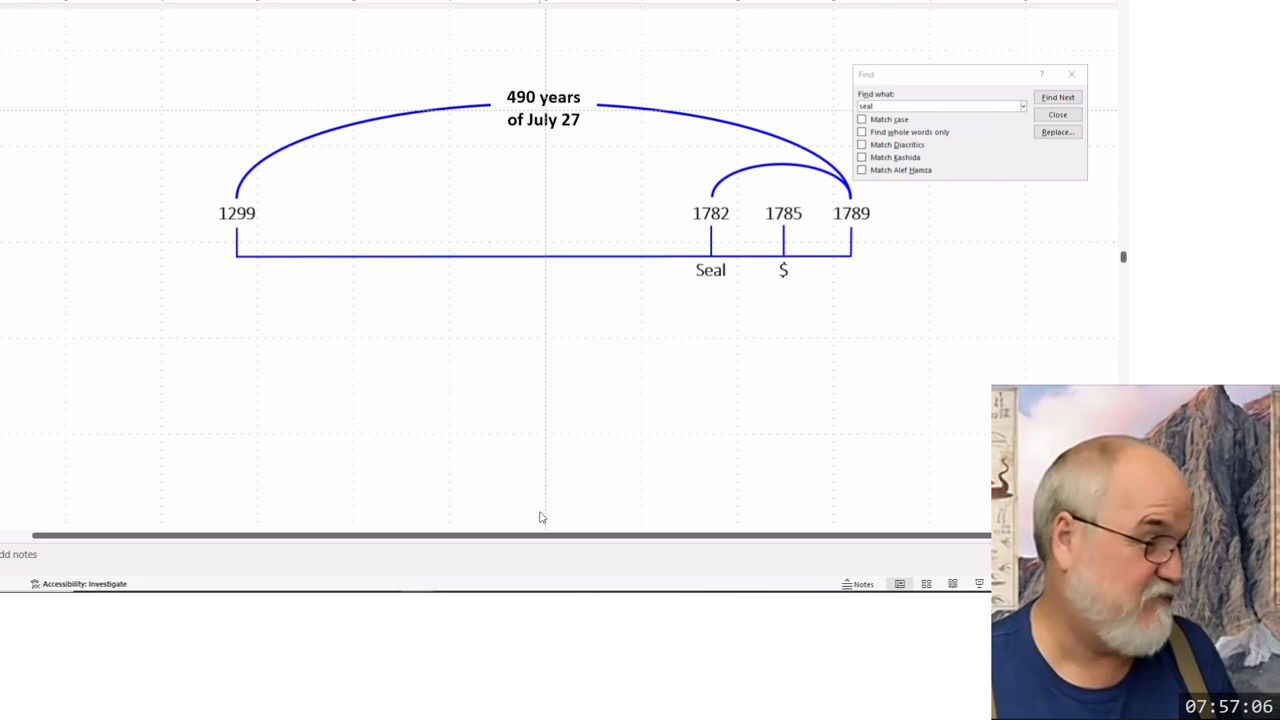 490 years
of July 27
1299
1782
1785
1789
Seal
$
Find
?
Find what:
seal
Find Next
Close
Replace...
Match case
Find whole words only
Match Diacritics
Match Kashida
Match Alef Hamza
dd notes
Accessibility: Investigate
Notes
07:57:06